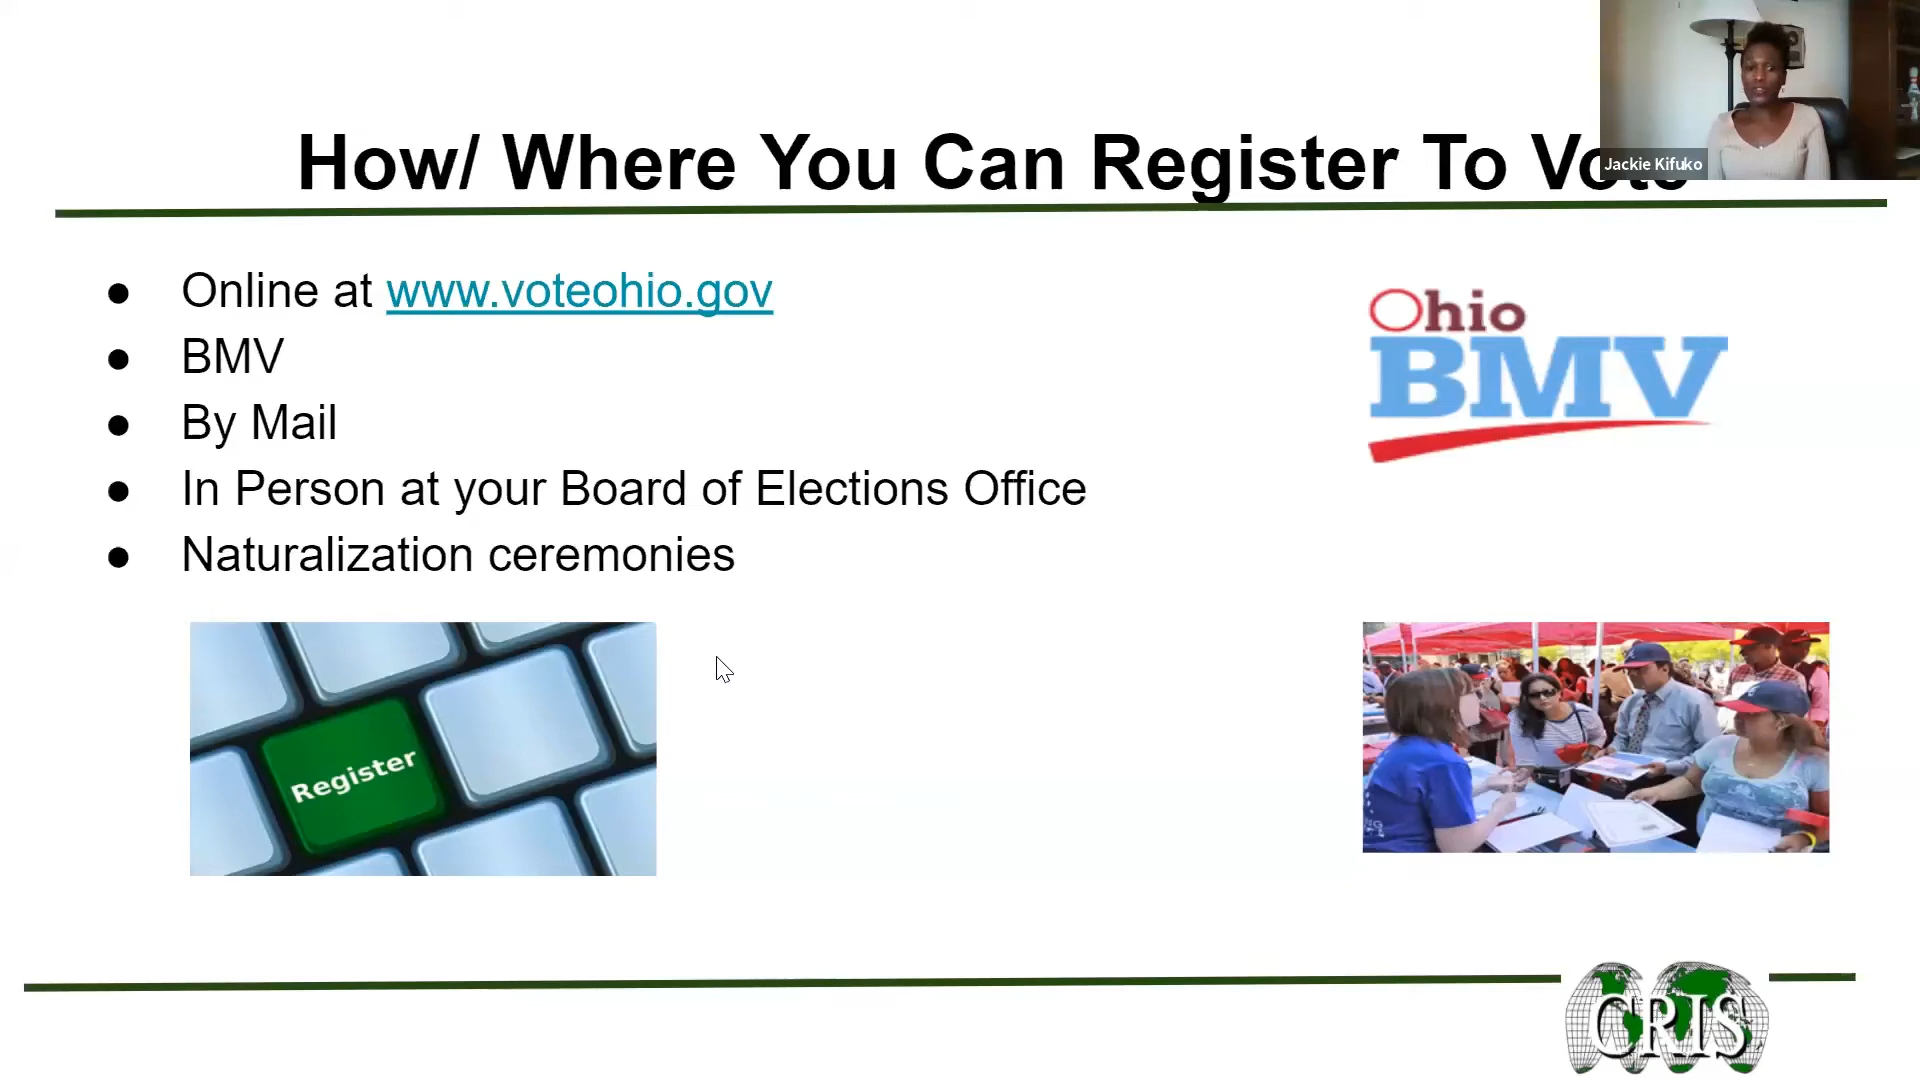 How/ Where You Can Register To Vote
Jackie Kifuko
● Online at www.voteohio.gov
● BMV
● By Mail
● In Person at your Board of Elections Office
● Naturalization ceremonies
Ohio
BMV
Register
CRIS